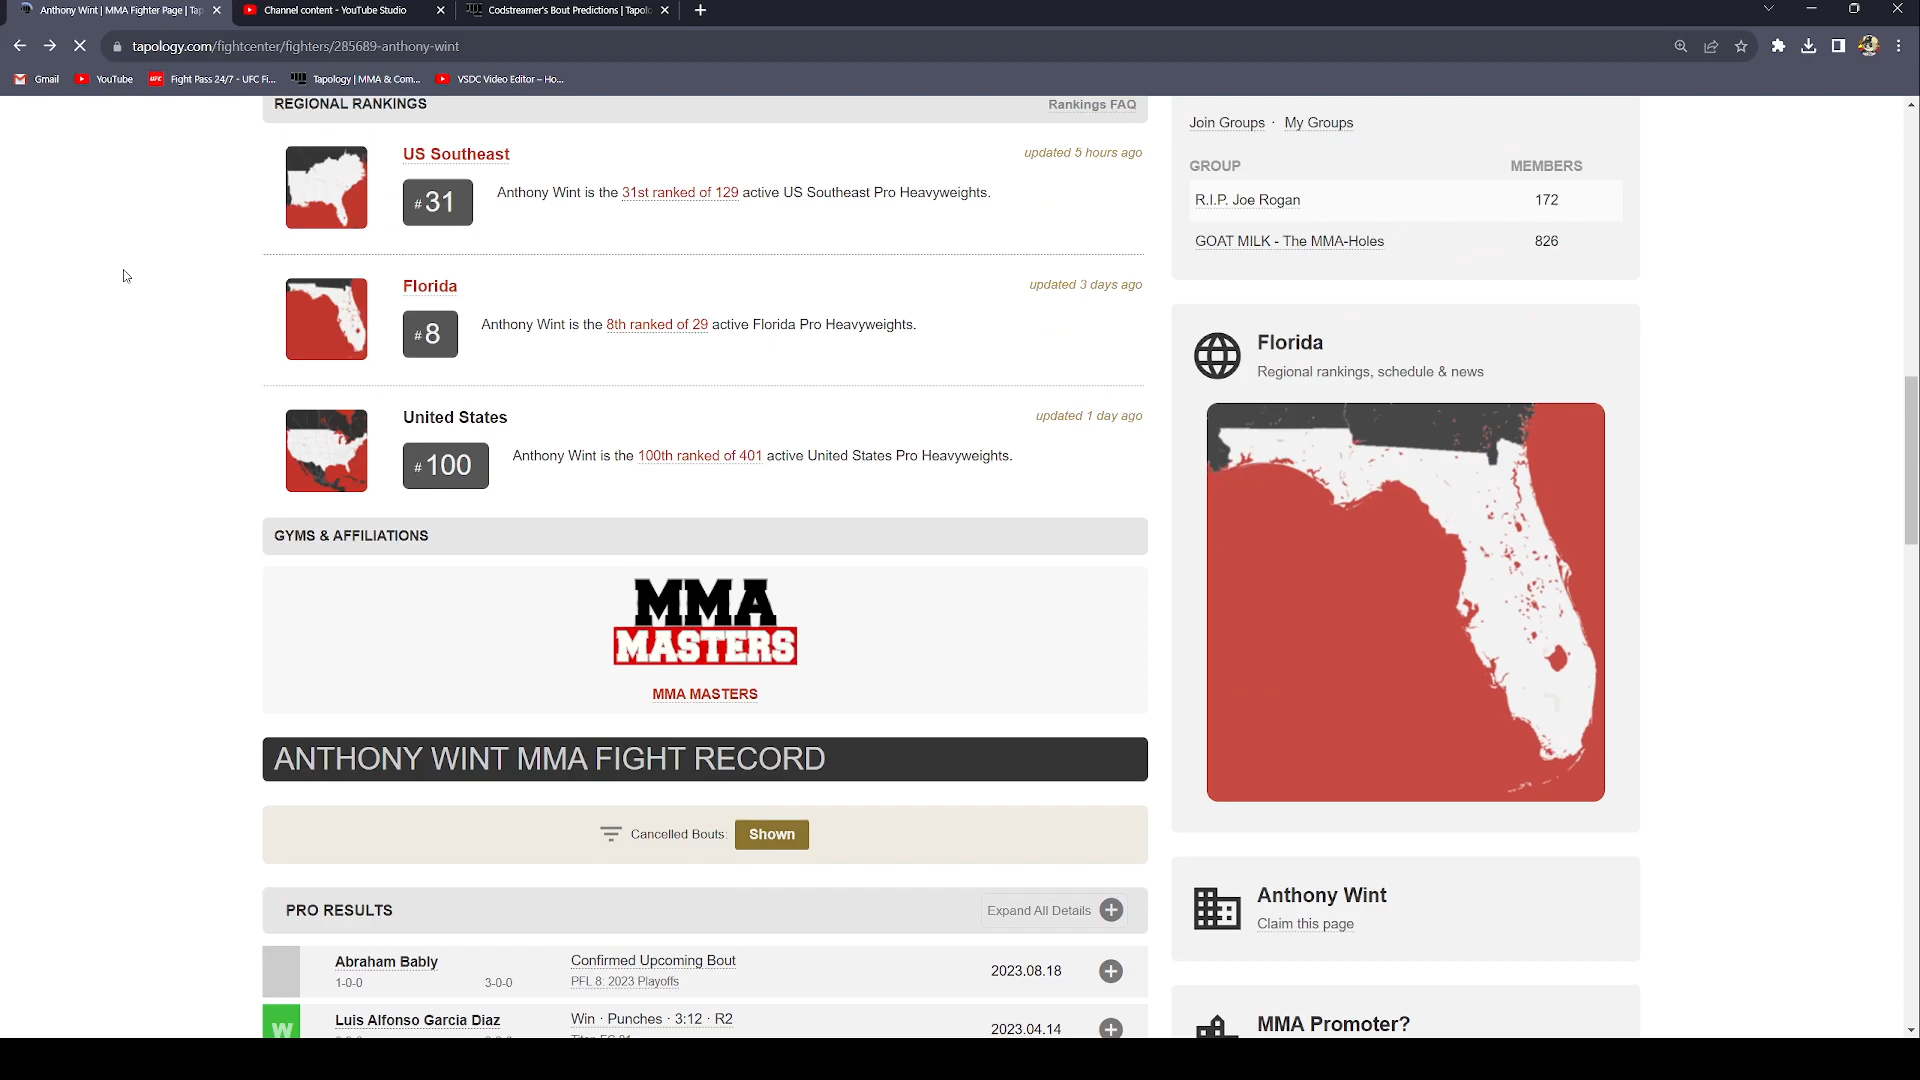 Anthony Wint | MMA Fighter Page | Tap
Channel content - YouTube Studio
Codstreamer's Bout Predictions | Tapolo
tapology.com/fightcenter/fighters/285689-anthony-wint
Gmail
YouTube
UFC
Fight Pass 24/7 - UFC Fi...
Tapology | MMA & Com...
VSDC Video Editor – Ho...
REGIONAL RANKINGS
Rankings FAQ
US Southeast
updated 5 hours ago
#31
Anthony Wint is the 31st ranked of 129 active US Southeast Pro Heavyweights.
Florida
updated 3 days ago
#8
Anthony Wint is the 8th ranked of 29 active Florida Pro Heavyweights.
United States
updated 1 day ago
#100
Anthony Wint is the 100th ranked of 401 active United States Pro Heavyweights.
GYMS & AFFILIATIONS
MMA
MASTERS
MMA MASTERS
ANTHONY WINT MMA FIGHT RECORD
Cancelled Bouts:
Shown
PRO RESULTS
Expand All Details
Abraham Bably
Confirmed Upcoming Bout
1-0-0
3-0-0
PFL 8: 2023 Playoffs
2023.08.18
W
Luis Alfonso Garcia Diaz
Win · Punches · 3:12 · R2
2023.04.14
Join Groups · My Groups
GROUP
MEMBERS
R.I.P. Joe Rogan
172
GOAT MILK - The MMA-Holes
826
Florida
Regional rankings, schedule & news
Anthony Wint
Claim this page
MMA Promoter?